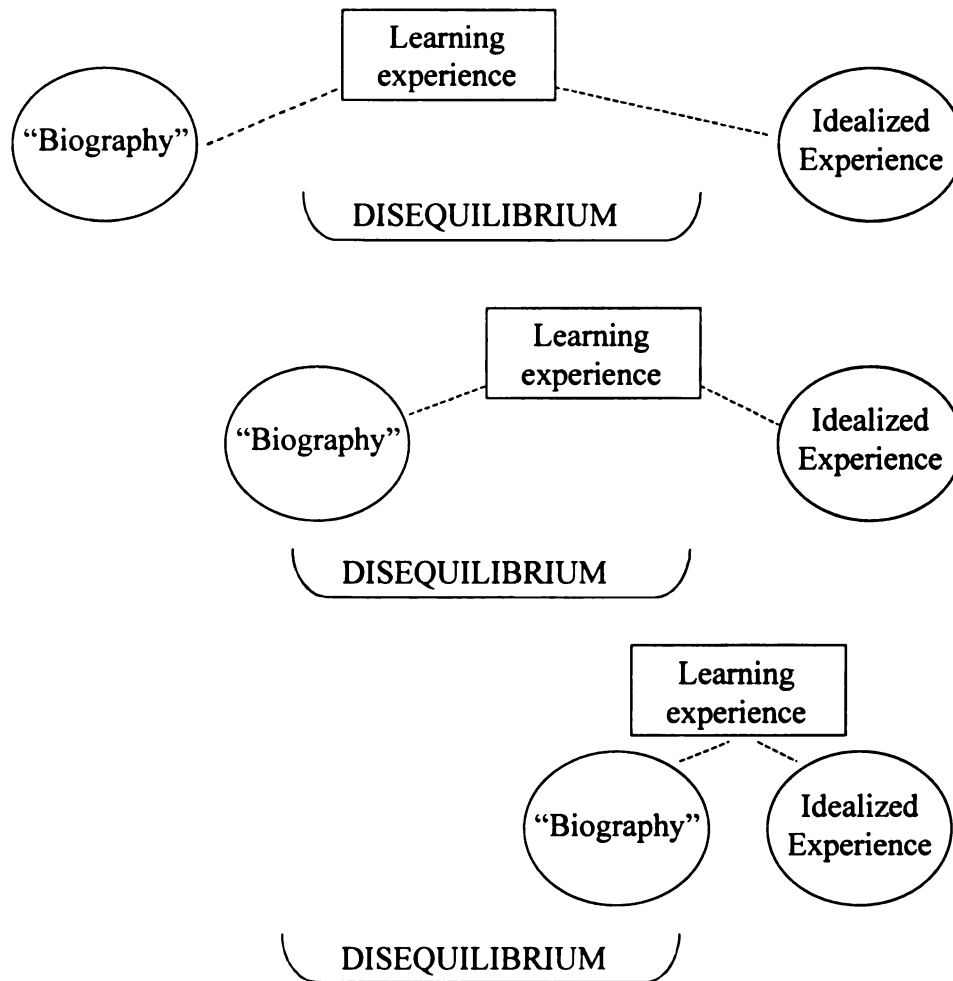 Learning
experience
“Biography”
Idealized
Experience
DISEQUILIBRIUM
Learning
experience
“Biography”
Idealized
Experience
DISEQUILIBRIUM
Learning
experience
“Biography”
Idealized
Experience
DISEQUILIBRIUM